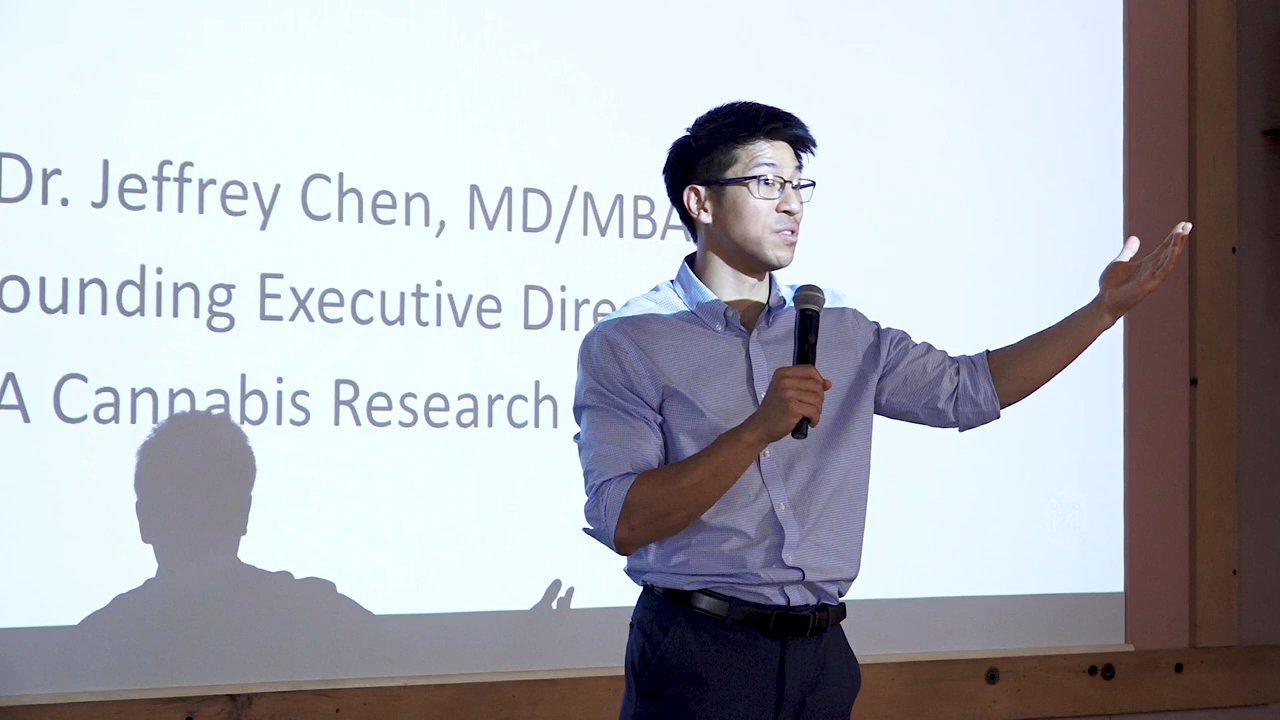 Dr. Jeffrey Chen, MD/MBA
ounding Executive Dire
A Cannabis Research